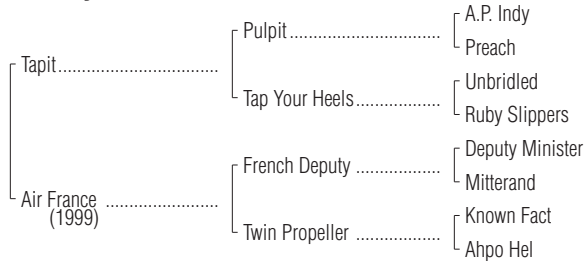 A.P. Indy
Pulpit
Preach
Tapit
Unbridled
Tap Your Heels
Ruby Slippers
Deputy Minister
French Deputy
Mitterand
Air France
(1999)
Known Fact
Twin Propeller
Ahpo Hel